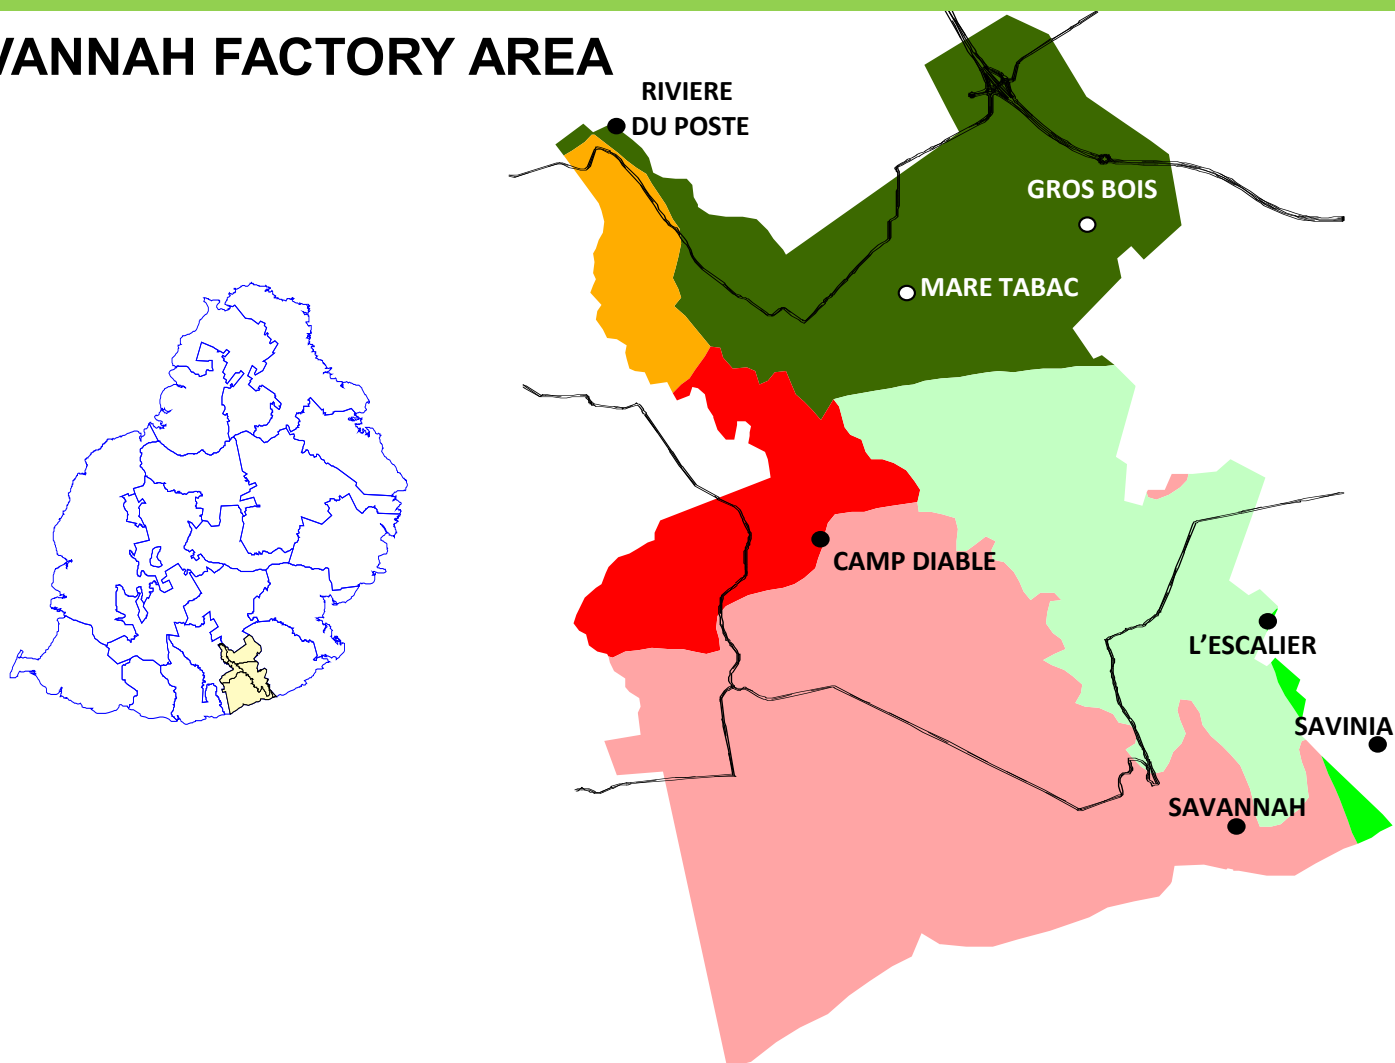 VANNAH FACTORY AREA
RIVIERE
DU POSTE
GROS BOIS
MARE TABAC
CAMP DIABLE
L'ESCALIER
SAVINIA
SAVANNAH